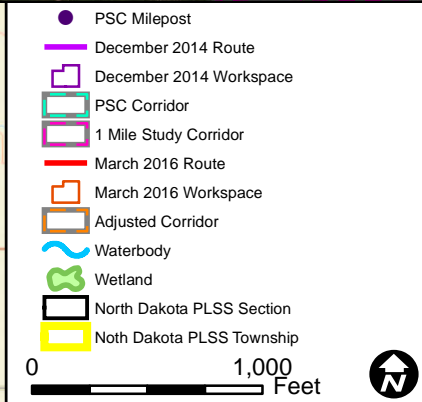 PSC Milepost
December 2014 Route
December 2014 Workspace
PSC Corridor
1 Mile Study Corridor
March 2016 Route
March 2016 Workspace
Adjusted Corridor
Waterbody
Wetland
North Dakota PLSS Section
Noth Dakota PLSS Township
0 1,000
Feet
N